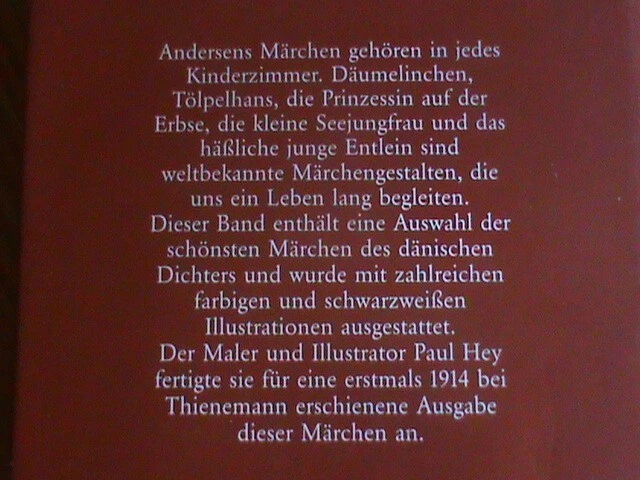 Andersens Märchen gehören in jedes
Kinderzimmer. Däumelinchen,
Tölpelhans, die Prinzessin auf der
Erbse, die kleine Seejungfrau und das
häßliche junge Entlein sind
weltbekannte Märchengestalten, die
uns ein Leben lang begleiten.
Dieser Band enthält eine Auswahl der
schönsten Märchen des dänischen
Dichters und wurde mit zahlreichen
farbigen und schwarzweißen
Illustrationen ausgestattet.
Der Maler und Illustrator Paul Hey
fertigte sie für eine erstmals 1914 bei
Thienemann erschienene Ausgabe
dieser Märchen an.